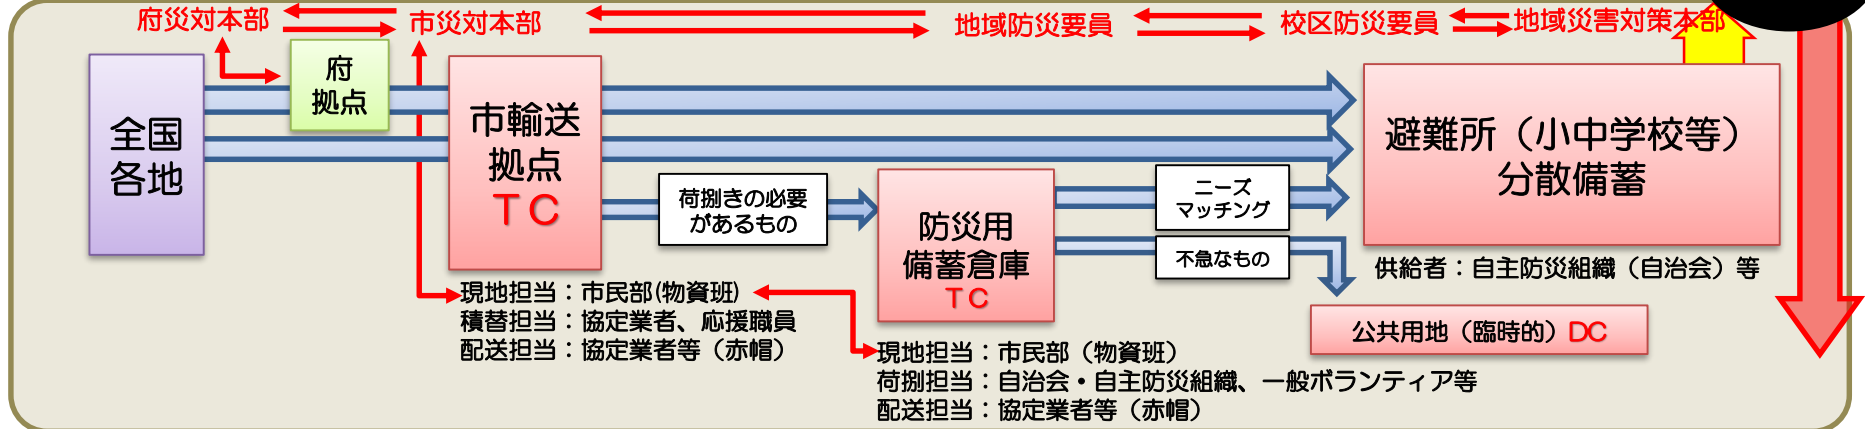 府災対本部
市災対本部
地域防災要員
校区防災要員
地域災害対策本部
全国
各地
府
拠点
市輸送
拠点
TC
荷捌きの必要
があるもの
防災用
備蓄倉庫
TC
ニーズ
マッチング
不急なもの
避難所（小中学校等）
分散備蓄
供給者：自主防災組織（自治会）等
公共用地（臨時的）DC
現地担当：市民部(物資班)
積替担当：協定業者、応援職員
配送担当：協定業者等（赤帽）
現地担当：市民部（物資班）
荷捌担当：自治会・自主防災組織、一般ボランティア等
配送担当：協定業者等（赤帽）